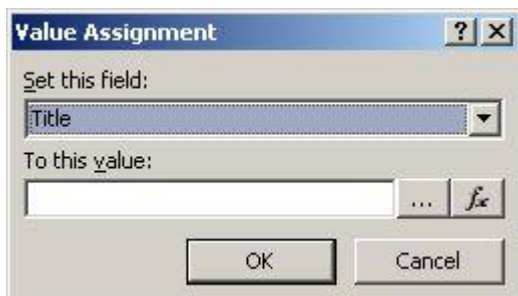 Value Assignment
Set this field:
Title
To this value:
... fx
OK Cancel